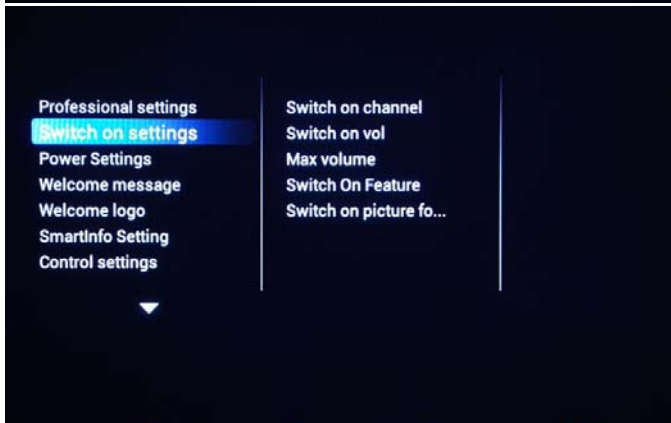 Professional settings
Switch on settings
Power Settings
Welcome message
Welcome logo
SmartInfo Setting
Control settings
Switch on channel
Switch on vol
Max volume
Switch On Feature
Switch on picture fo...